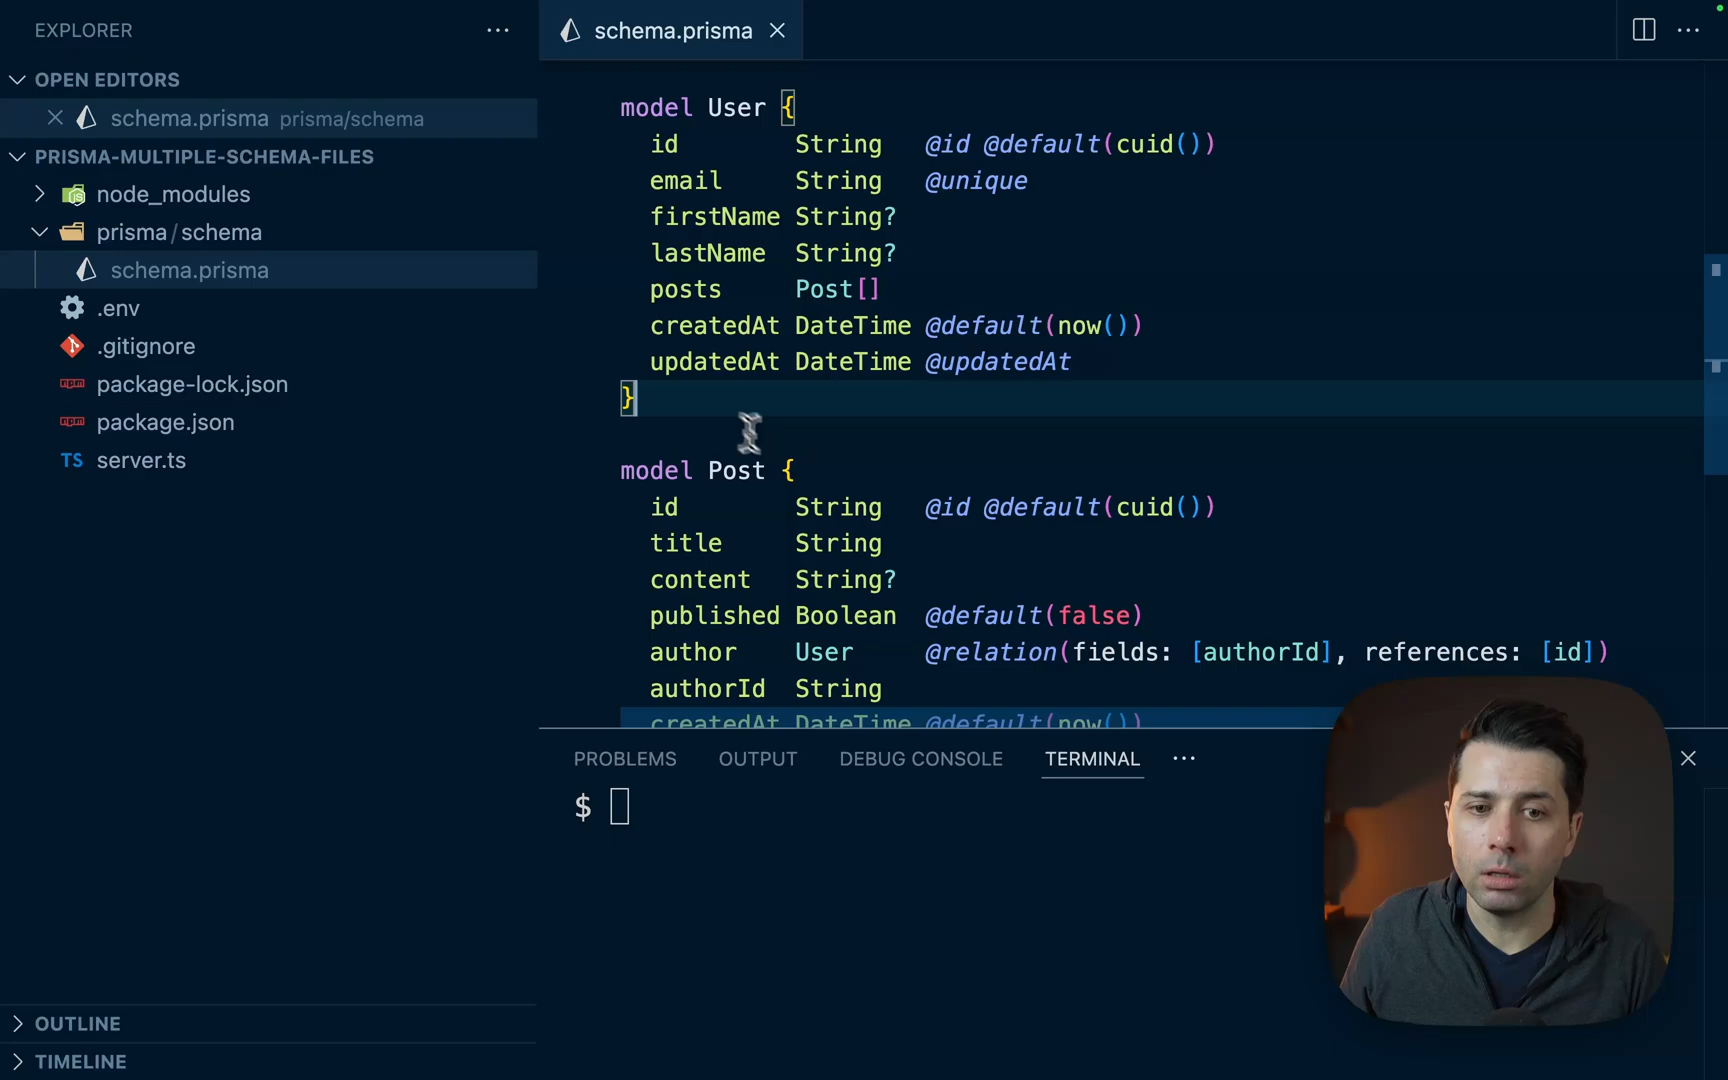 EXPLORER
OPEN EDITORS
schema.prisma prisma/schema
PRISMA-MULTIPLE-SCHEMA-FILES
node_modules
prisma/schema
schema.prisma
.env
.gitignore
package-lock.json
package.json
TS server.ts
OUTLINE
TIMELINE
schema.prisma
model User {
id String @id @default(cuid())
email String @unique
firstName String?
lastName String?
posts Post[]
createdAt DateTime @default(now())
updatedAt DateTime @updatedAt
}
model Post {
id String @id @default(cuid())
title String
content String?
published Boolean @default(false)
author User @relation(fields: [authorId], references: [id])
authorId String
createdAt DateTime @default(now())
PROBLEMS OUTPUT DEBUG CONSOLE TERMINAL
$